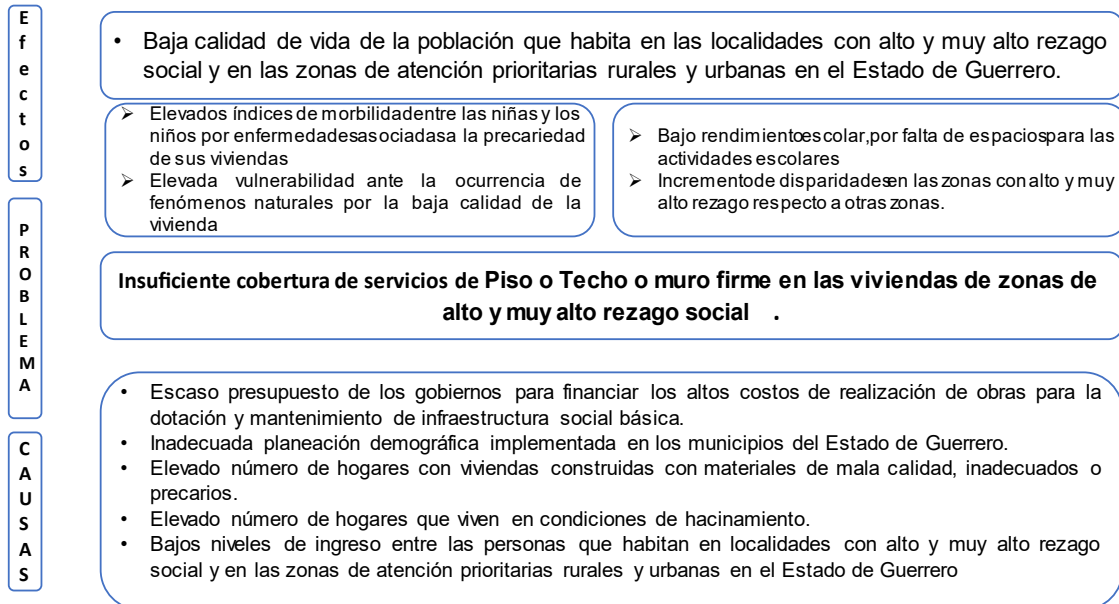 Efectos
• Baja calidad de vida de la población que habita en las localidades con alto y muy alto rezago
social y en las zonas de atención prioritarias rurales y urbanas en el Estado de Guerrero.
➢ Elevados índices de morbilidadentre las niñas y los
niños por enfermedadesasociadasa la precariedad
de sus viviendas
➢ Elevada vulnerabilidad ante la ocurrencia de
fenómenos naturales por la baja calidad de la
vivienda
➢ Bajo rendimientoescolar,por falta de espaciospara las
actividades escolares
➢ Incrementode disparidadesen las zonas con alto y muy
alto rezago respecto a otras zonas.
PROBLEMA
Insuficiente cobertura de servicios de Piso o Techo o muro firme en las viviendas de zonas de
alto y muy alto rezago social .
CAUSAS
• Escaso presupuesto de los gobiernos para financiar los altos costos de realización de obras para la
dotación y mantenimiento de infraestructura social básica.
• Inadecuada planeación demográfica implementada en los municipios del Estado de Guerrero.
• Elevado número de hogares con viviendas construidas con materiales de mala calidad, inadecuados o
precarios.
• Elevado número de hogares que viven en condiciones de hacinamiento.
• Bajos niveles de ingreso entre las personas que habitan en localidades con alto y muy alto rezago
social y en las zonas de atención prioritarias rurales y urbanas en el Estado de Guerrero